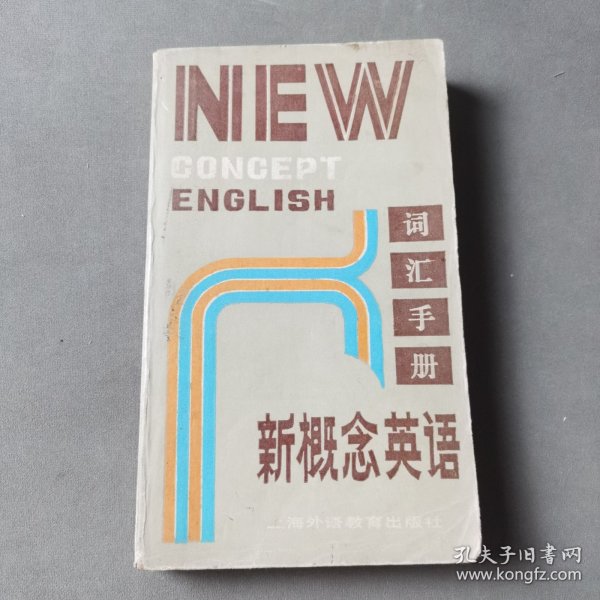 NEW
CONCEPT
ENGLISH
词汇手册
新概念英语
上海外语教育出版社
孔夫子旧书网
www.kongfz.com